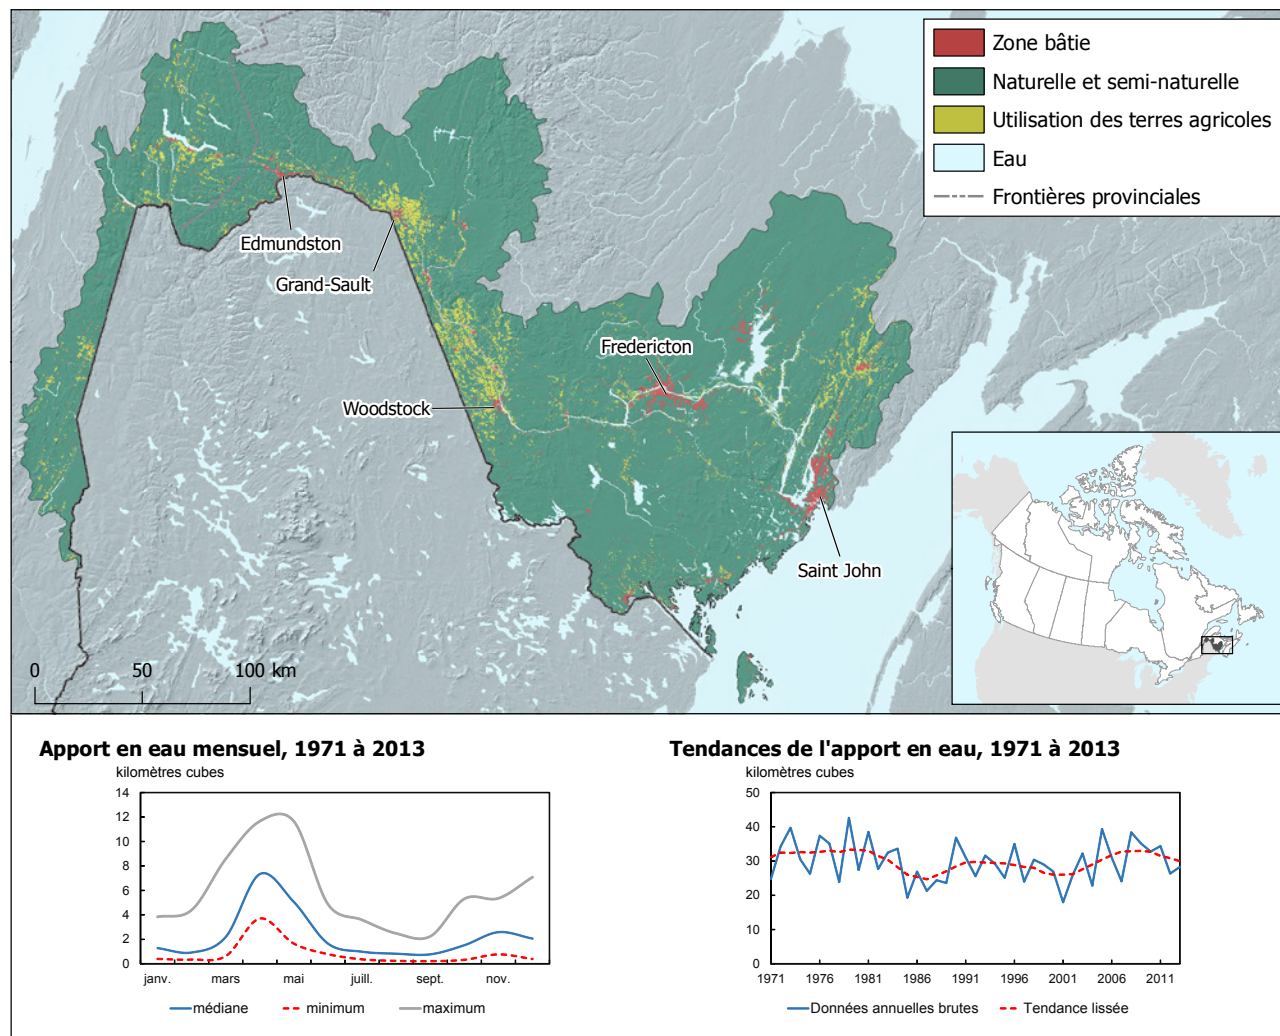 Zone bâtie
Naturelle et semi-naturelle
Utilisation des terres agricoles
Eau
Frontières provinciales
Edmundston
Grand-Sault
Fredericton
Woodstock
Saint John
0 50 100 km
Apport en eau mensuel, 1971 à 2013
kilomètres cubes
14
12
10
8
6
4
2
0
janv. mars mai juill. sept. nov.
médiane minimum maximum
Tendances de l'apport en eau, 1971 à 2013
kilomètres cubes
50
40
30
20
10
0
1971 1976 1981 1986 1991 1996 2001 2006 2011
Données annuelles brutes Tendance lissée